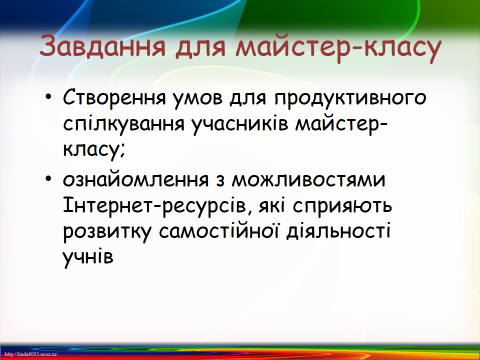 Завдання для майстер-класу
• Створення умов для продуктивного
спілкування учасників майстер-
класу;
• ознайомлення з можливостями
Інтернет-ресурсів, які сприяють
розвитку самостійної діяльності
учнів
http://linda6035.ucoz.ru/